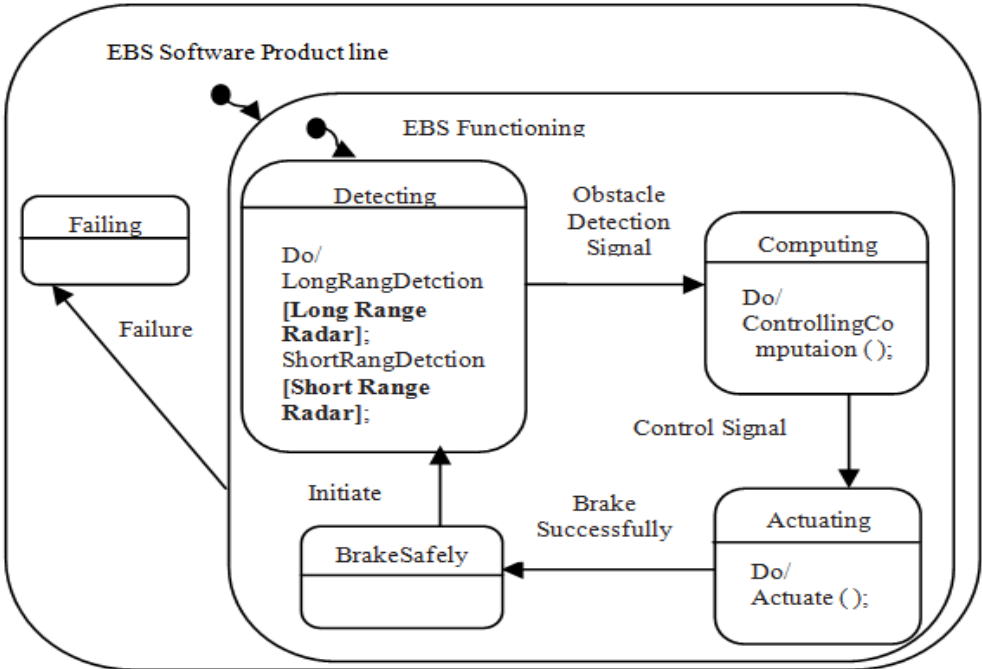 EBS Software Product line
EBS Functioning
Detecting
Do/
LongRangDetction
[Long Range
Radar];
ShortRangDetction
[Short Range
Radar];
Obstacle
Detection
Signal
Computing
Do/
ControllingCo
mputaion ( );
Failing
Failure
Control Signal
Initiate
Brake
Successfully
Actuating
Do/
Actuate ( );
BrakeSafely